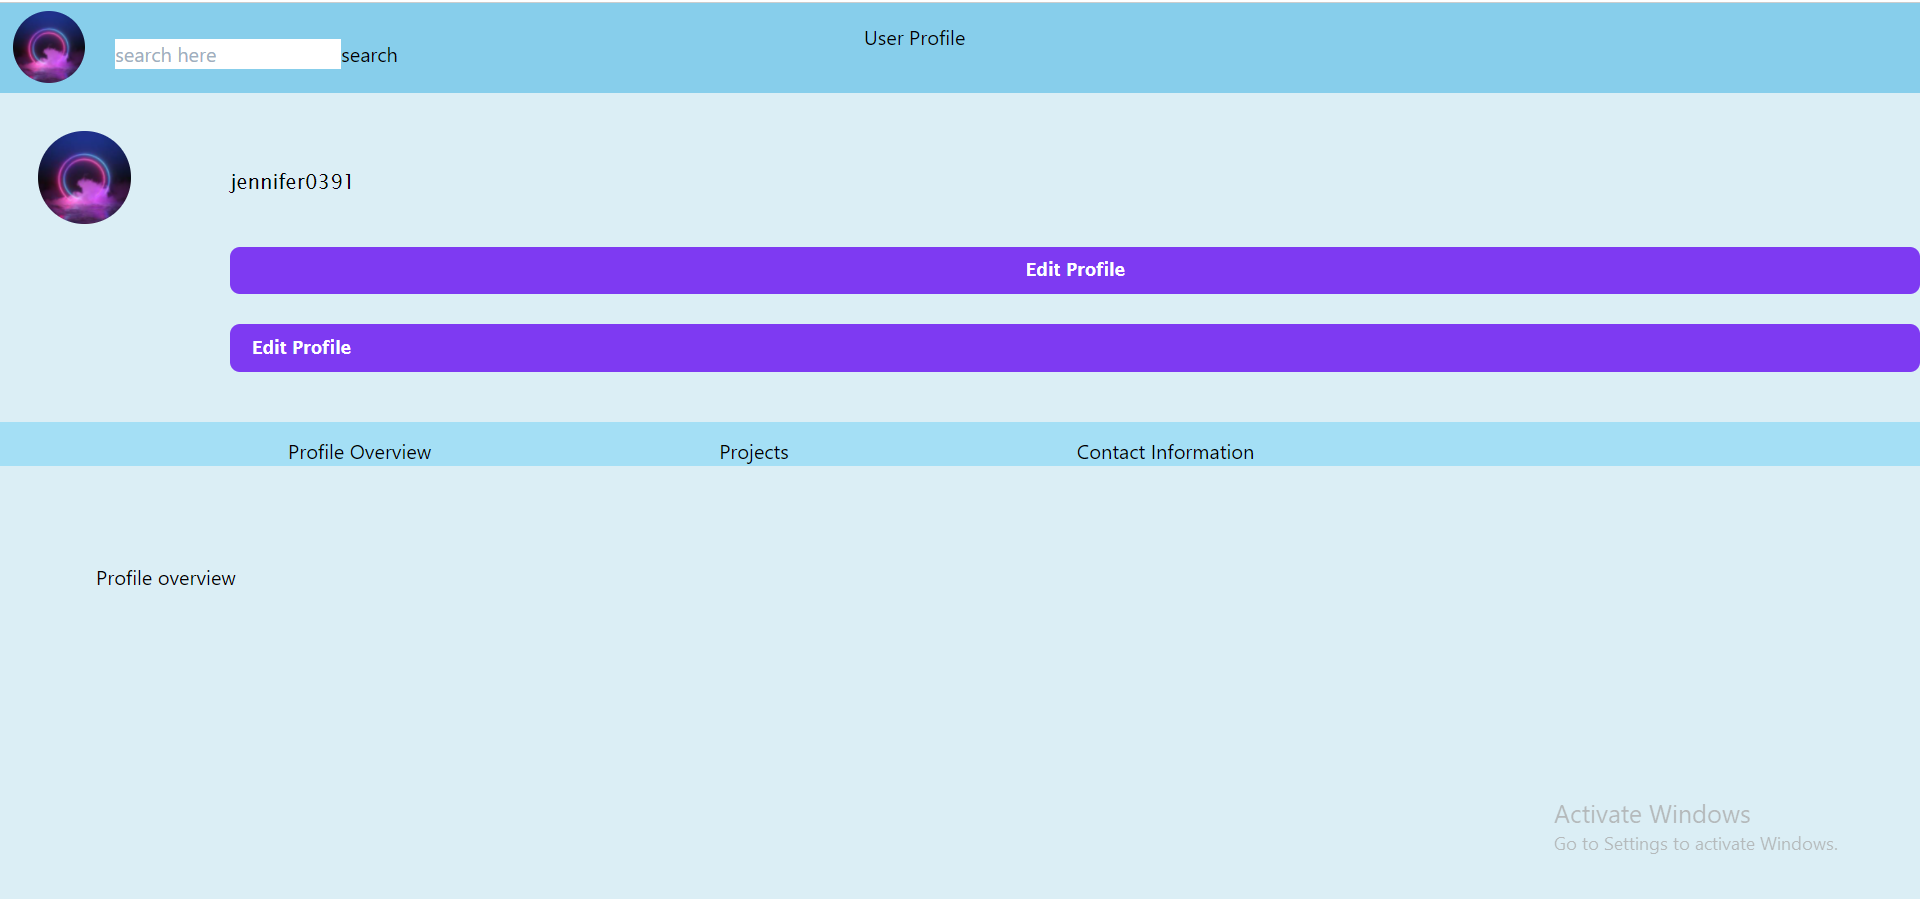 User Profile
search here search
jennifer0391
Edit Profile
Edit Profile
Profile Overview Projects Contact Information
Profile overview
Activate Windows
Go to Settings to activate Windows.